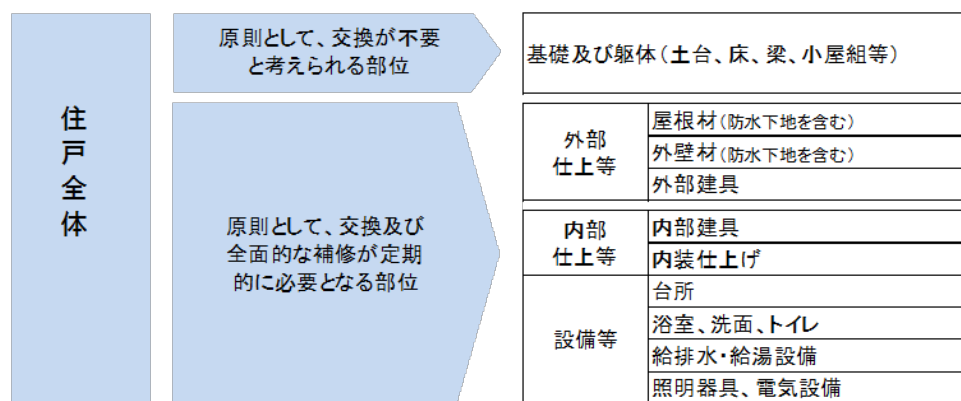 住戸全体
原則として、交換が不要
と考えられる部位
基礎及び躯体（土台、床、梁、小屋組等）
原則として、交換及び
全面的な補修が定期
的に必要となる部位
外部
仕上等
屋根材（防水下地を含む）
外壁材（防水下地を含む）
外部建具
内部
仕上等
内部建具
内装仕上げ
設備等
台所
浴室、洗面、トイレ
給排水・給湯設備
照明器具、電気設備